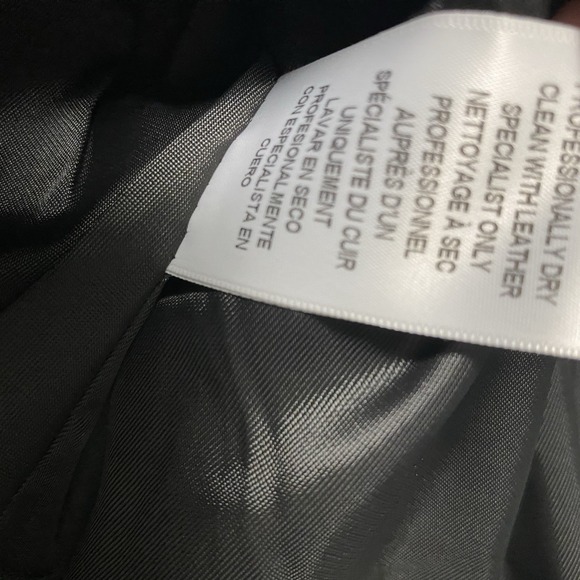 ROFESSIONALLY DRY
CLEAN WITH LEATHER
SPECIALIST ONLY
NETTOYAGE À SEC
PROFESSIONNEL
AUPRÈS D'UN
SPÉCIALISTE DU CUIR
UNIQUEMENT
LAVAR EN SECO
PROFESIONALMENTE
CON ESPECIALISTA EN
CUERO